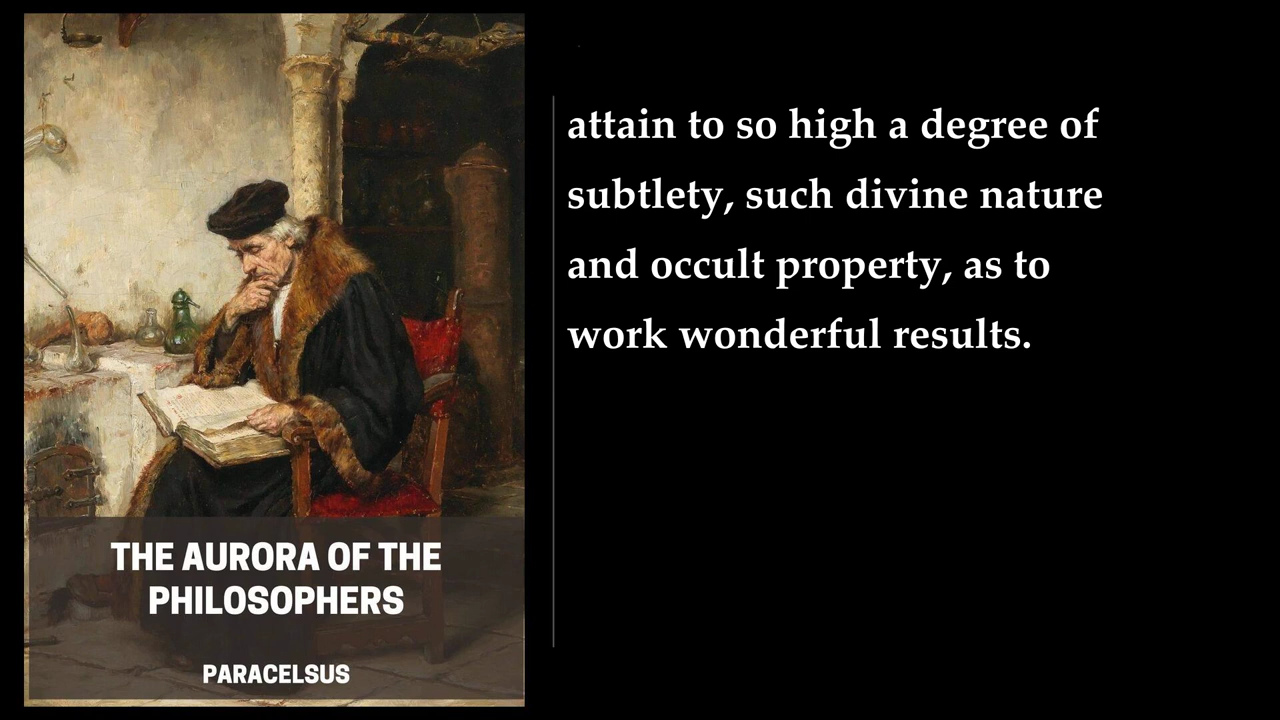 attain to so high a degree of
subtlety, such divine nature
and occult property, as to
work wonderful results.
THE AURORA OF THE
PHILOSOPHERS
PARACELSUS